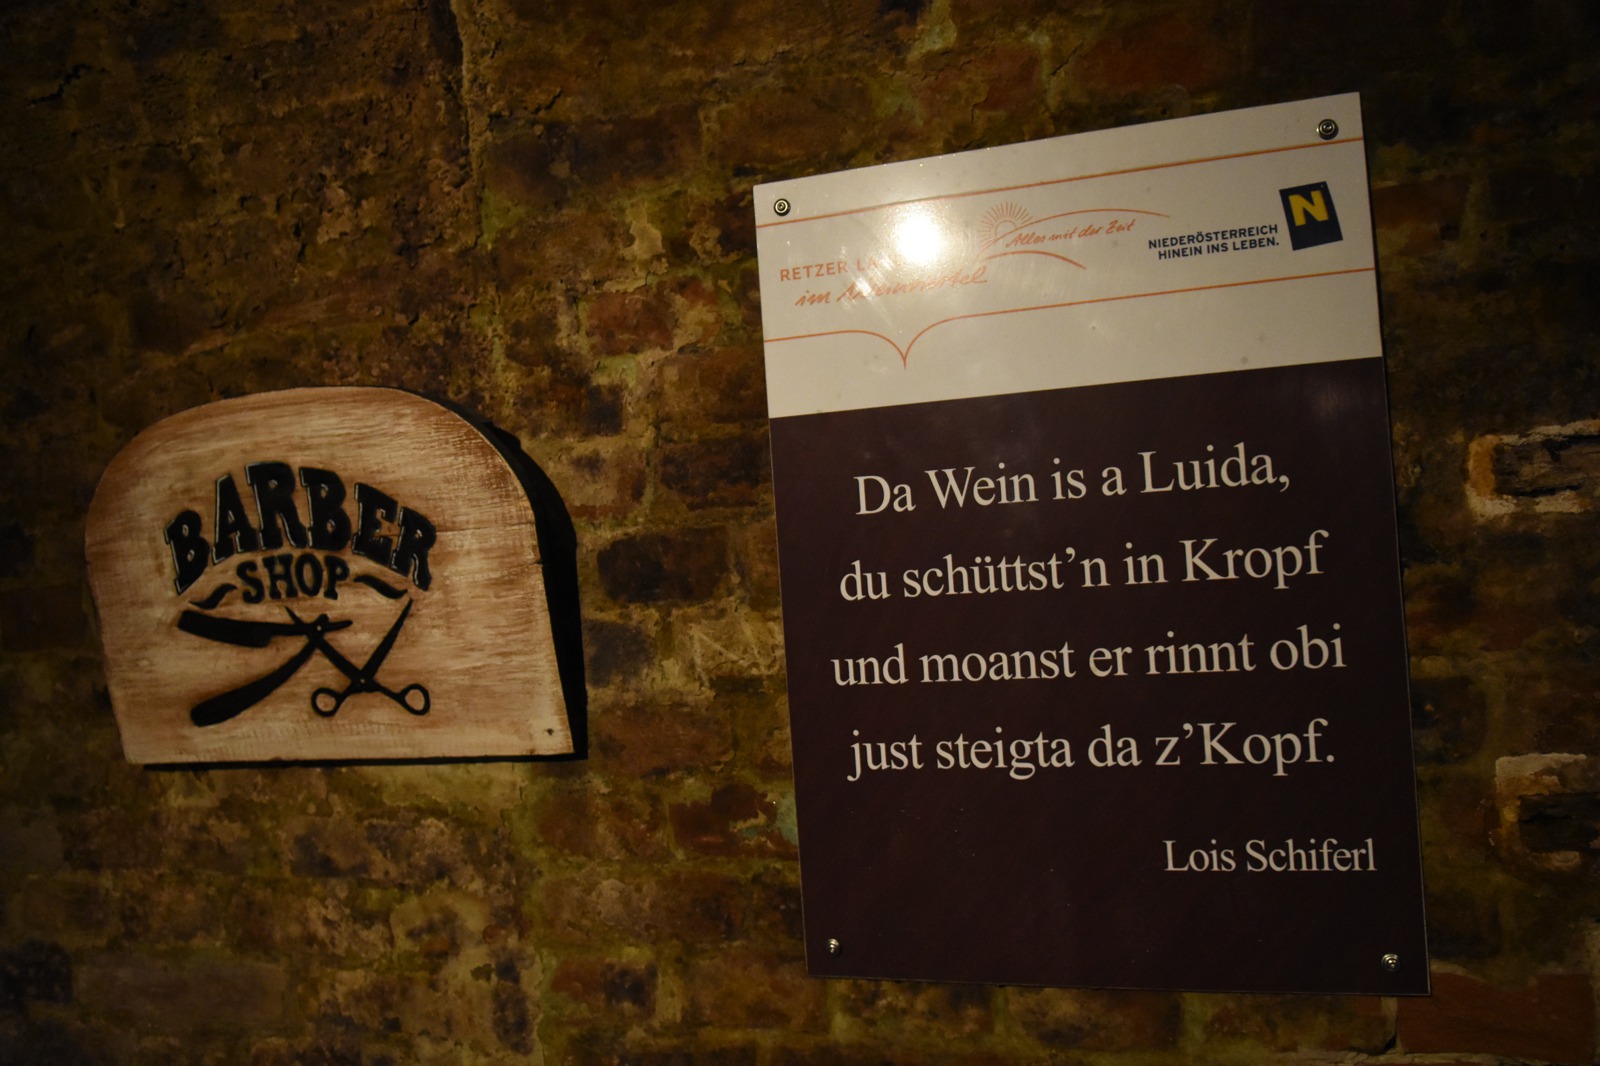 BARBER
SHOP
RETZER
im
Alles mit der Zeit
NIEDERÖSTERREICH
HINEIN INS LEBEN.
N
Da Wein is a Luida,
du schüttst’n in Kropf
und moanst er rinnt obi
just steigta da z’Kopf.
Lois Schiferl